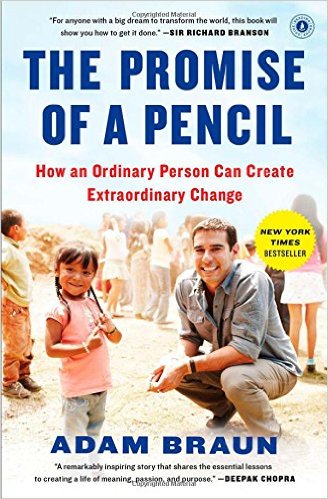 "For anyone with a big dream to transform the world, this book will
show you how to get it done." —SIR RICHARD BRANSON
THE PROMISE
OF A PENCIL
How an Ordinary Person Can Create
Extraordinary Change
NEW YORK
TIMES
BESTSELLER
ADAM BRAUN
"A remarkably inspiring story that shares the essential lessons
to creating a life of meaning, passion, and purpose." —DEEPAK CHOPRA